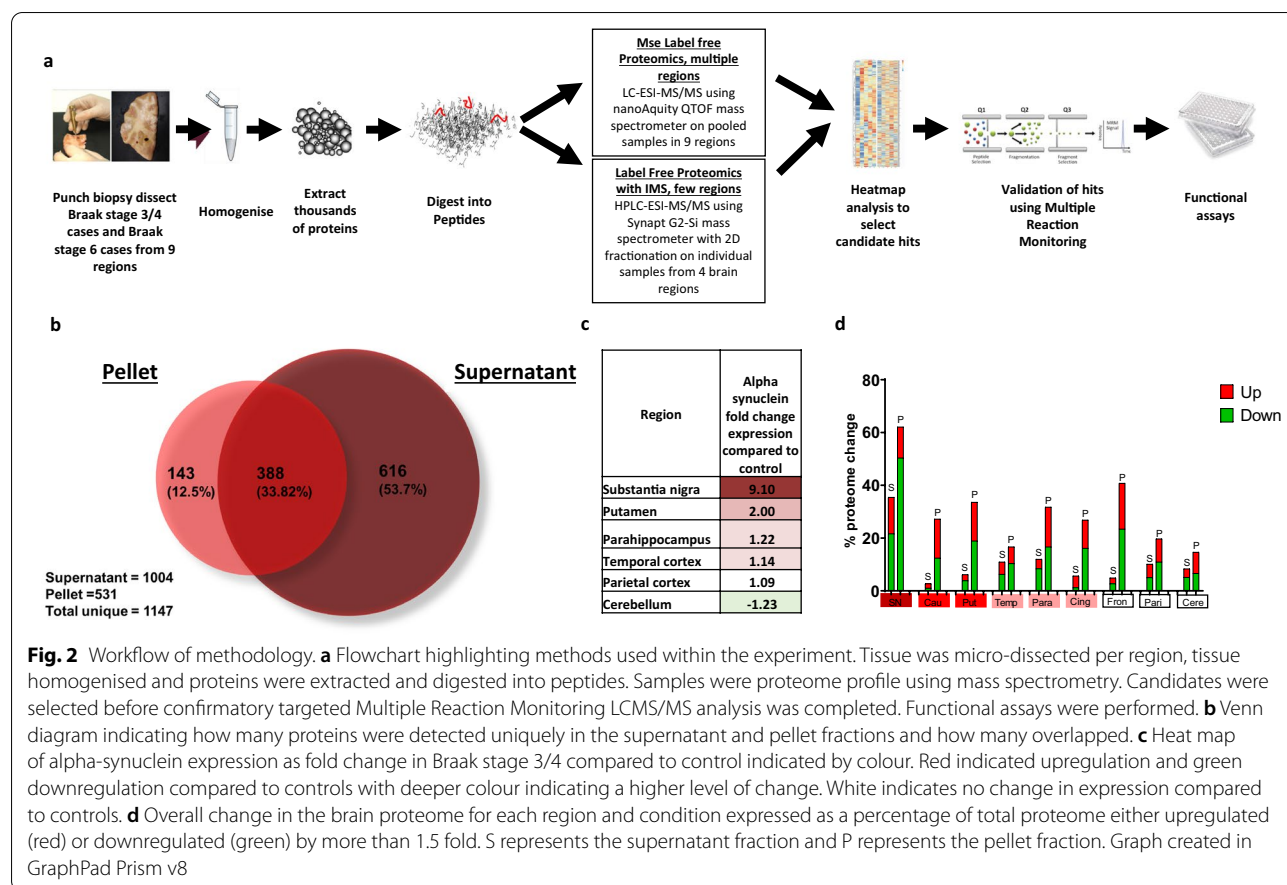 a
Punch biopsy dissect
Braak stage 3/4
cases and Braak
stage 6 cases from 9
regions
Homogenise
Extract
thousands
of proteins
Digest into
Peptides
Mse Label free
Proteomics, multiple
regions
LC-ESI-MS/MS using
nanoAquity QTOF mass
spectrometer on pooled
samples in 9 regions
Label Free Proteomics
with IMS, few regions
HPLC-ESI-MS/MS using
Synapt G2-Si mass
spectrometer with 2D
fractionation on individual
samples from 4 brain
regions
Heatmap
analysis to
select
candidate hits
Q1 Q2 Q3
Peptide
Selection
Fragmentation
Fragment
Selection
MRM
Signal
Intensity
Time
Validation of hits
using Multiple
Reaction
Monitoring
Functional
assays
b
Pellet
Supernatant
143
(12.5%)
388
(33.82%)
616
(53.7%)
Supernatant = 1004
Pellet =531
Total unique = 1147
c
Region
Alpha
synuclein
fold change
expression
compared to
control
Substantia nigra 9.10
Putamen 2.00
Parahippocampus 1.22
Temporal cortex 1.14
Parietal cortex 1.09
Cerebellum -1.23
d
% proteome change
80
60
40
20
0
S P S P S P S P S P S P S P S P S P
SN Cau Put Temp Para Cing Fron Pari Cere
Up
Down
Fig. 2 Workflow of methodology. a Flowchart highlighting methods used within the experiment. Tissue was micro-dissected per region, tissue
homogenised and proteins were extracted and digested into peptides. Samples were proteome profile using mass spectrometry. Candidates were
selected before confirmatory targeted Multiple Reaction Monitoring LCMS/MS analysis was completed. Functional assays were performed. b Venn
diagram indicating how many proteins were detected uniquely in the supernatant and pellet fractions and how many overlapped. c Heat map
of alpha-synuclein expression as fold change in Braak stage 3/4 compared to control indicated by colour. Red indicated upregulation and green
downregulation compared to controls with deeper colour indicating a higher level of change. White indicates no change in expression compared
to controls. d Overall change in the brain proteome for each region and condition expressed as a percentage of total proteome either upregulated
(red) or downregulated (green) by more than 1.5 fold. S represents the supernatant fraction and P represents the pellet fraction. Graph created in
GraphPad Prism v8